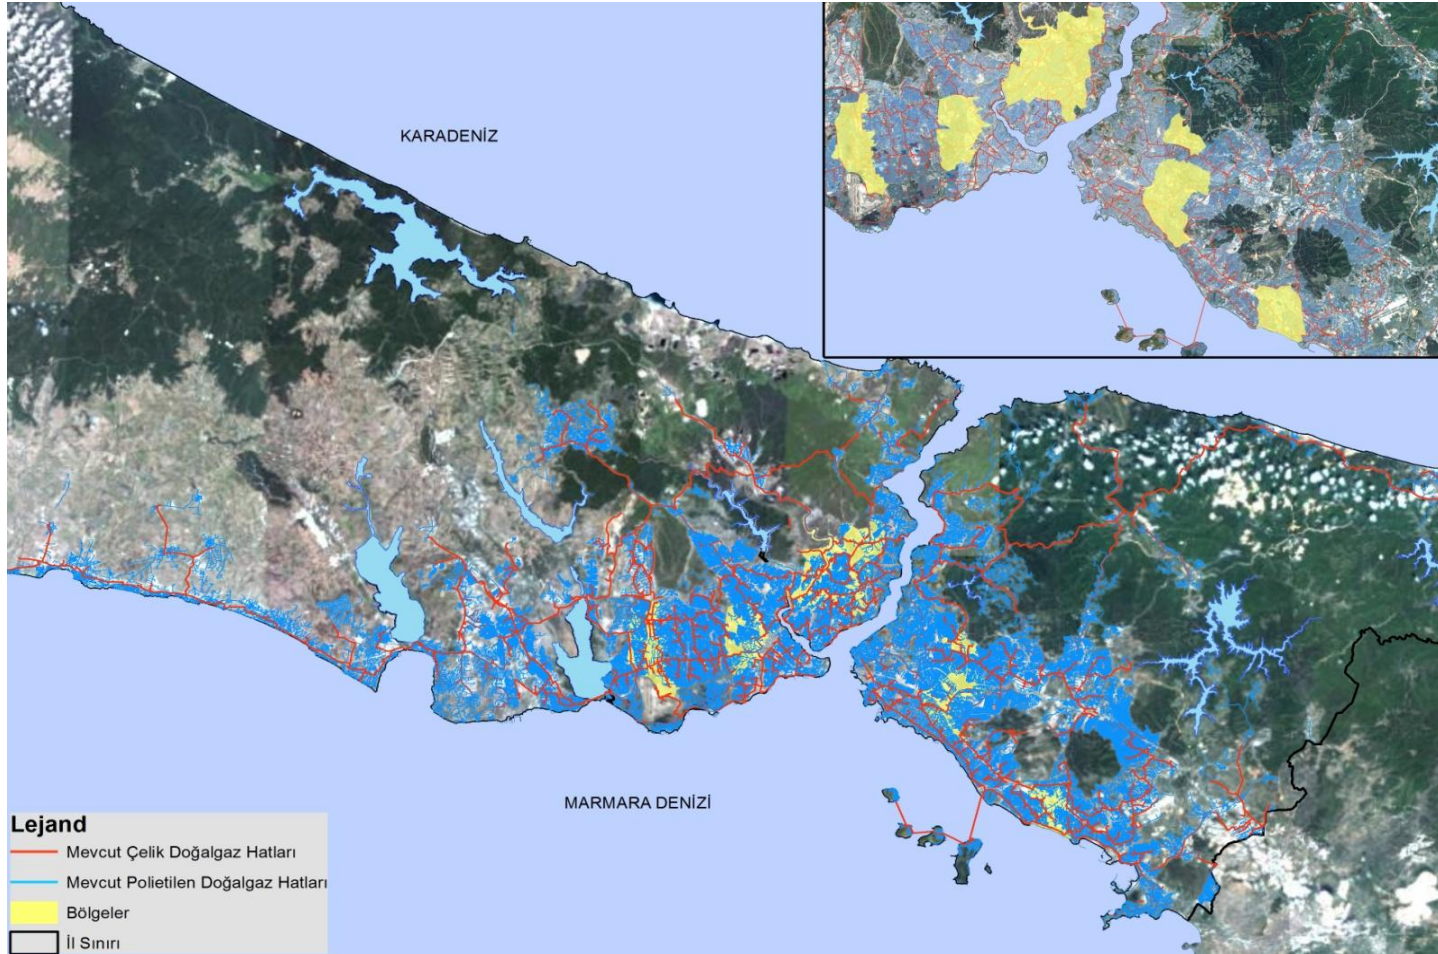 KARADENİZ
MARMARA DENİZİ
Lejand
Mevcut Çelik Doğalgaz Hatları
Mevcut Polietilen Doğalgaz Hatları
Bölgeler
İl Sınırı